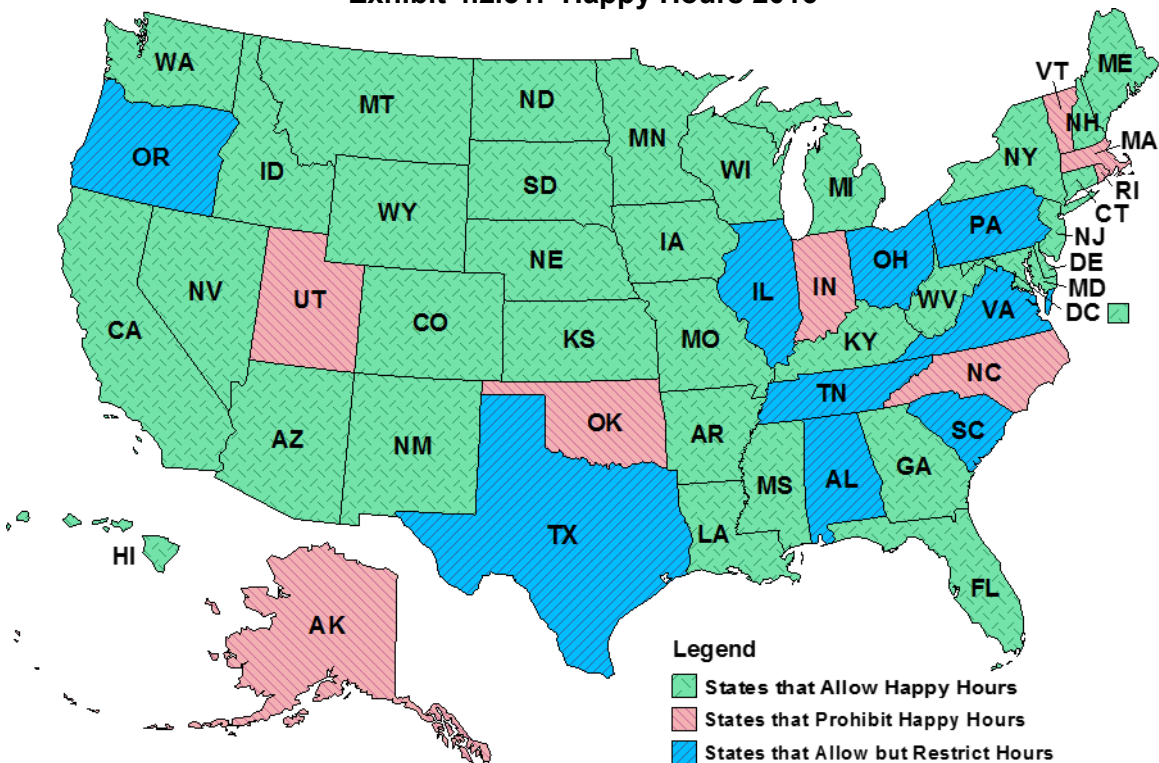 WA
MT
ND
MN
ME
VT
NH
MA
OR
ID
SD
WI
MI
NY
RI
CT
WY
IA
PA
NJ
NE
OH
DE
NV
UT
CO
IL
IN
WV
MD
VA
DC
CA
KS
MO
KY
NC
TN
AZ
NM
OK
AR
SC
MS
AL
GA
TX
LA
HI
FL
AK
Legend
States that Allow Happy Hours
States that Prohibit Happy Hours
States that Allow but Restrict Hours